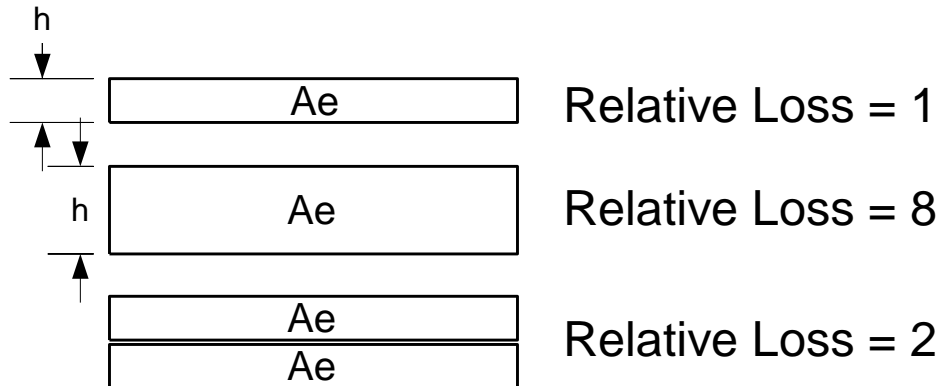 h
Ae
Relative Loss = 1
h
Ae
Relative Loss = 8
Ae
Relative Loss = 2
Ae